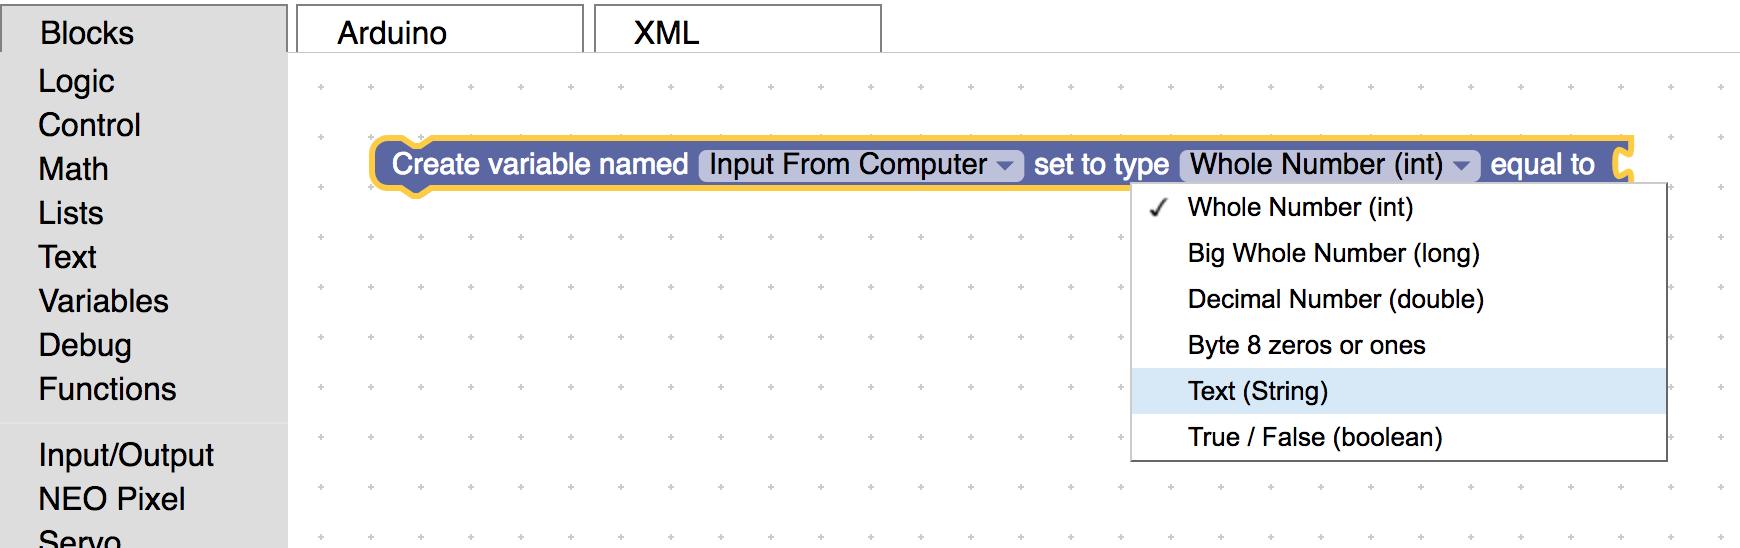 Blocks
Arduino
XML
Logic
Control
Math
Lists
Text
Variables
Debug
Functions
Input/Output
NEO Pixel
Servo
Create variable named Input From Computer set to type Whole Number (int) equal to
✓ Whole Number (int)
Big Whole Number (long)
Decimal Number (double)
Byte 8 zeros or ones
Text (String)
True / False (boolean)